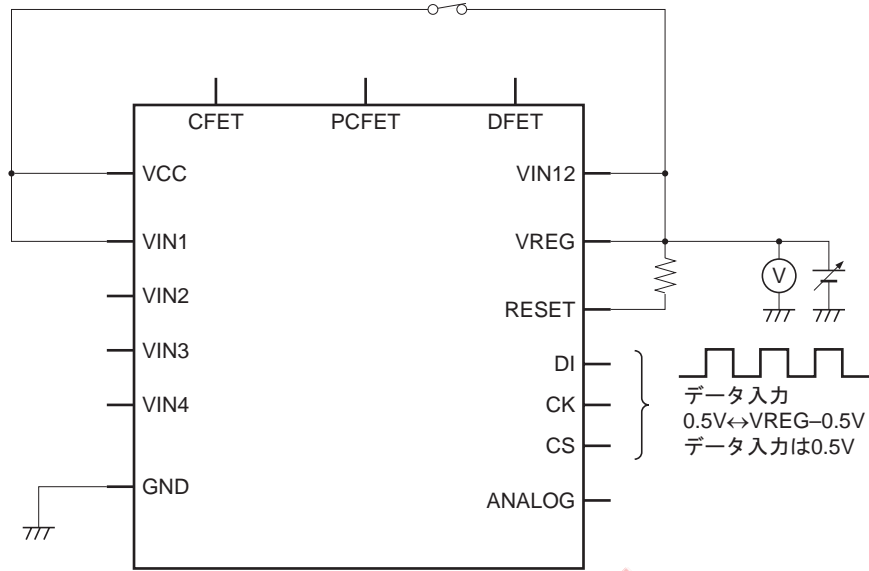 CFET PCFET DFET
VCC VIN12
VIN1 VREG
V
VIN2
RESET
VIN3
DI
データ入力
VIN4 CK
0.5V↔VREG–0.5V
CS
データ入力は0.5V
GND
ANALOG